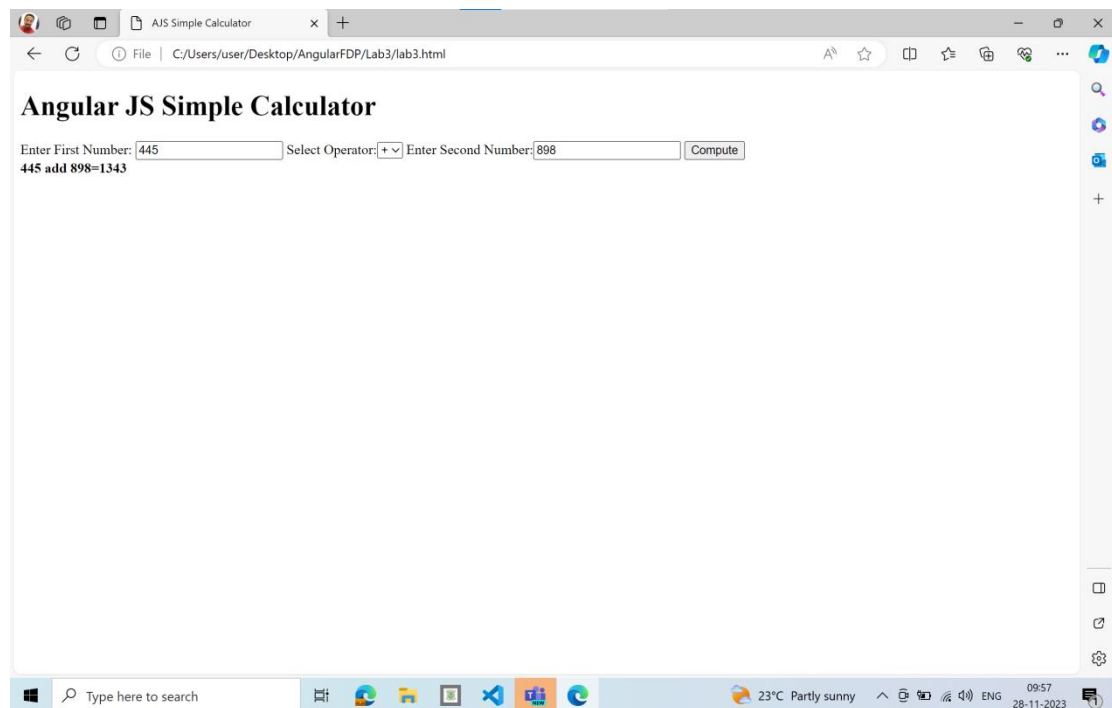 AJS Simple Calculator
File | C:/Users/user/Desktop/AngularFDP/Lab3/lab3.html
Angular JS Simple Calculator
Enter First Number: 445 Select Operator: + Enter Second Number: 898 Compute
445 add 898=1343
Type here to search
23°C Partly sunny
ENG
09:57
28-11-2023